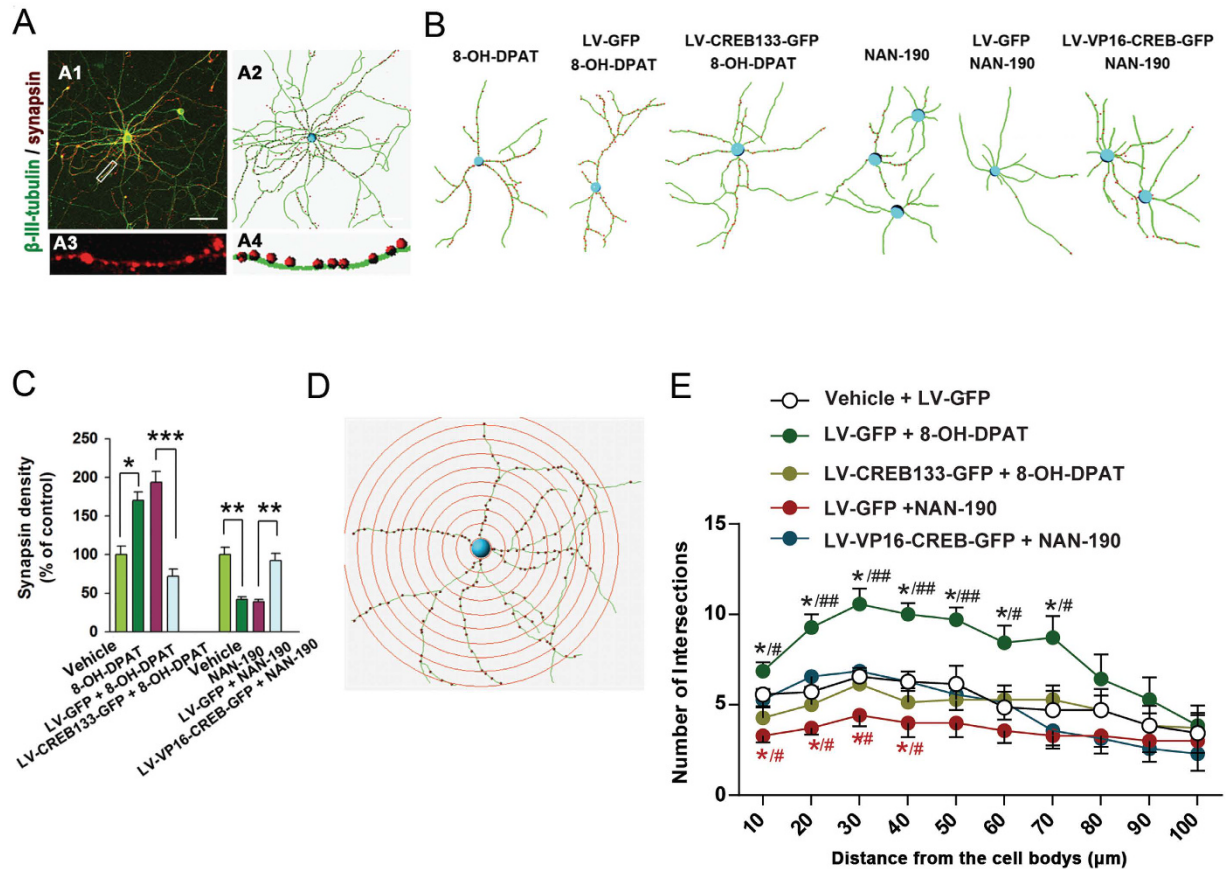 A
β-III-tubulin / synapsin
A1
A2
A3
A4
B
8-OH-DPAT
LV-GFP
8-OH-DPAT
LV-CREB133-GFP
8-OH-DPAT
NAN-190
LV-GFP
NAN-190
LV-VP16-CREB-GFP
NAN-190
C
Synapsin density
(% of control)
250
200
150
100
50
0
*
***
**
**
Vehicle
8-OH-DPAT
LV-GFP + 8-OH-DPAT
LV-CREB133-GFP + 8-OH-DPAT
Vehicle
NAN-190
LV-GFP + NAN-190
LV-VP16-CREB-GFP + NAN-190
D
E
Vehicle + LV-GFP
LV-GFP + 8-OH-DPAT
LV-CREB133-GFP + 8-OH-DPAT
LV-GFP +NAN-190
LV-VP16-CREB-GFP + NAN-190
Number of Intersections
15
10
5
0
*/#
*/##
*/##
*/##
*/##
*/#
*/#
*/#
*/#
*#
*/#
10
20
30
40
50
60
70
80
90
100
Distance from the cell bodys (µm)